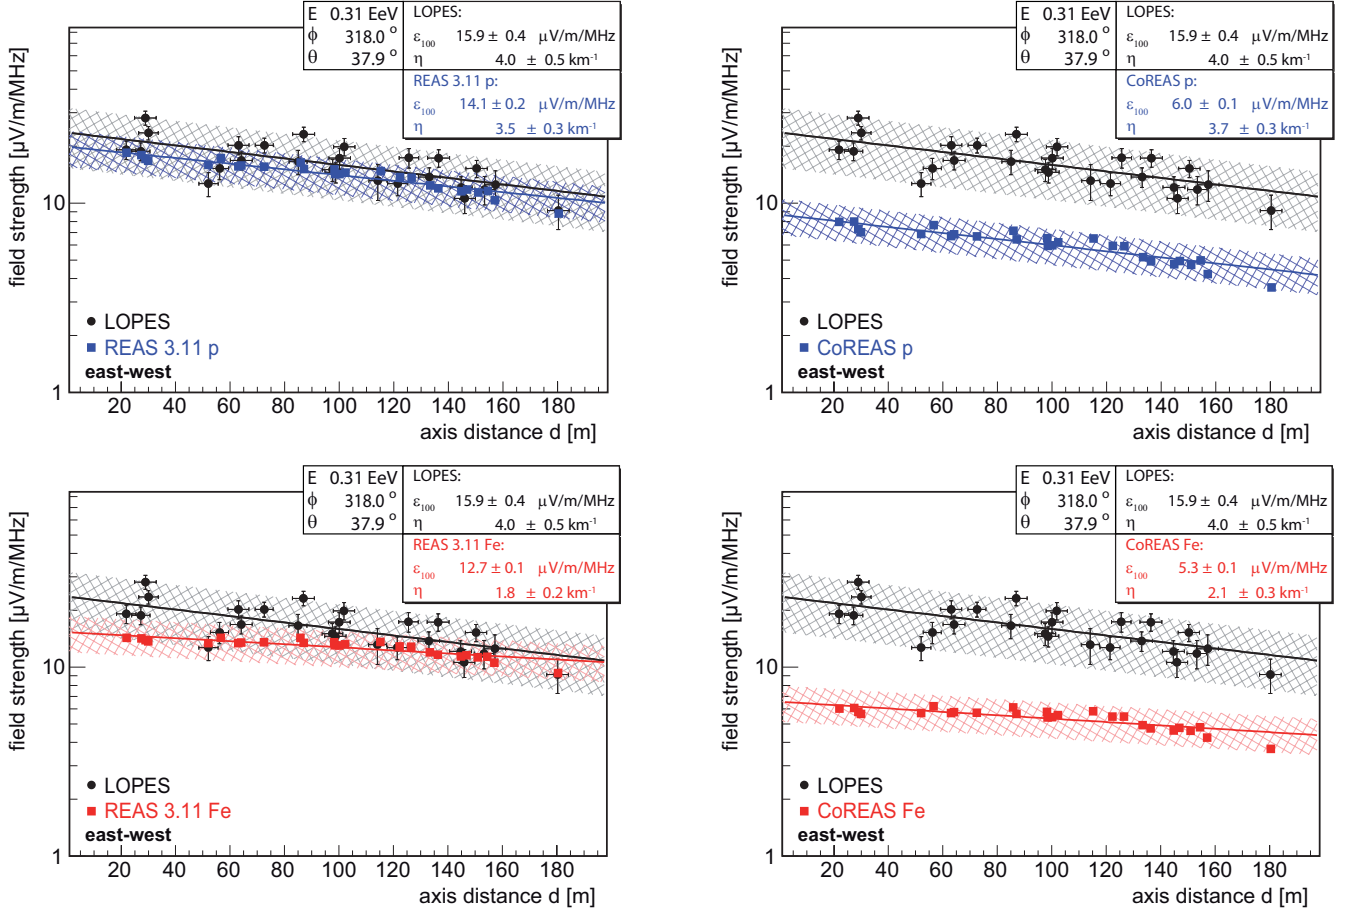 E 0.31 EeV
ϕ 318.0 °
θ 37.9 °
LOPES:
ε₁₀₀ 15.9 ± 0.4 μV/m/MHz
η 4.0 ± 0.5 km⁻¹
REAS 3.11 p:
ε₁₀₀ 14.1 ± 0.2 μV/m/MHz
η 3.5 ± 0.3 km⁻¹
field strength [μV/m/MHz]
10
1
LOPES
REAS 3.11 p
east-west
20 40 60 80 100 120 140 160 180
axis distance d [m]
E 0.31 EeV
ϕ 318.0 °
θ 37.9 °
LOPES:
ε₁₀₀ 15.9 ± 0.4 μV/m/MHz
η 4.0 ± 0.5 km⁻¹
CoREAS p:
ε₁₀₀ 6.0 ± 0.1 μV/m/MHz
η 3.7 ± 0.3 km⁻¹
field strength [μV/m/MHz]
10
1
LOPES
CoREAS p
east-west
20 40 60 80 100 120 140 160 180
axis distance d [m]
E 0.31 EeV
ϕ 318.0 °
θ 37.9 °
LOPES:
ε₁₀₀ 15.9 ± 0.4 μV/m/MHz
η 4.0 ± 0.5 km⁻¹
REAS 3.11 Fe:
ε₁₀₀ 12.7 ± 0.1 μV/m/MHz
η 1.8 ± 0.2 km⁻¹
field strength [μV/m/MHz]
10
1
LOPES
REAS 3.11 Fe
east-west
20 40 60 80 100 120 140 160 180
axis distance d [m]
E 0.31 EeV
ϕ 318.0 °
θ 37.9 °
LOPES:
ε₁₀₀ 15.9 ± 0.4 μV/m/MHz
η 4.0 ± 0.5 km⁻¹
CoREAS Fe:
ε₁₀₀ 5.3 ± 0.1 μV/m/MHz
η 2.1 ± 0.3 km⁻¹
field strength [μV/m/MHz]
10
1
LOPES
CoREAS Fe
east-west
20 40 60 80 100 120 140 160 180
axis distance d [m]